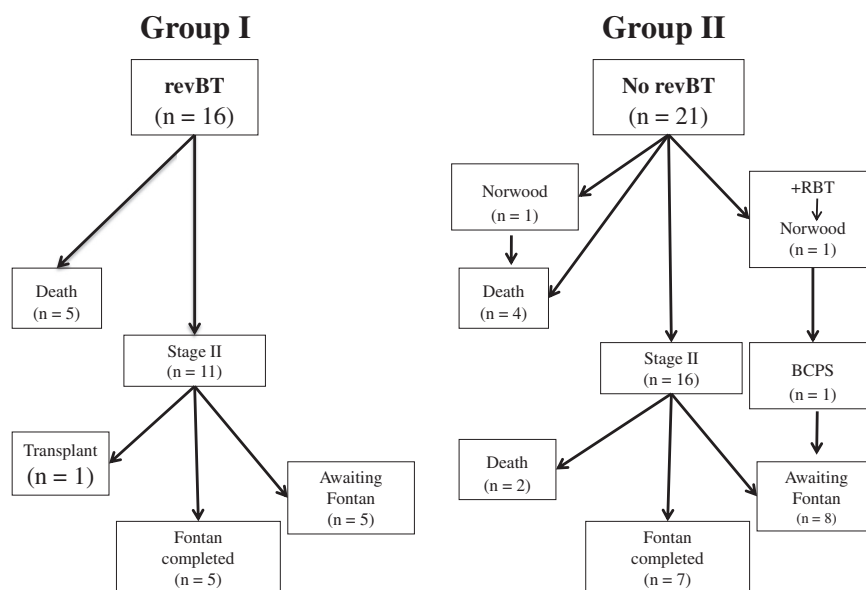 Group I
revBT
(n = 16)
Death
(n = 5)
Stage II
(n = 11)
Transplant
(n = 1)
Awaiting
Fontan
(n = 5)
Fontan
completed
(n = 5)
Group II
No revBT
(n = 21)
Norwood
(n = 1)
+RBT
Norwood
(n = 1)
Death
(n = 4)
Stage II
(n = 16)
BCPS
(n = 1)
Death
(n = 2)
Awaiting
Fontan
(n = 8)
Fontan
completed
(n = 7)